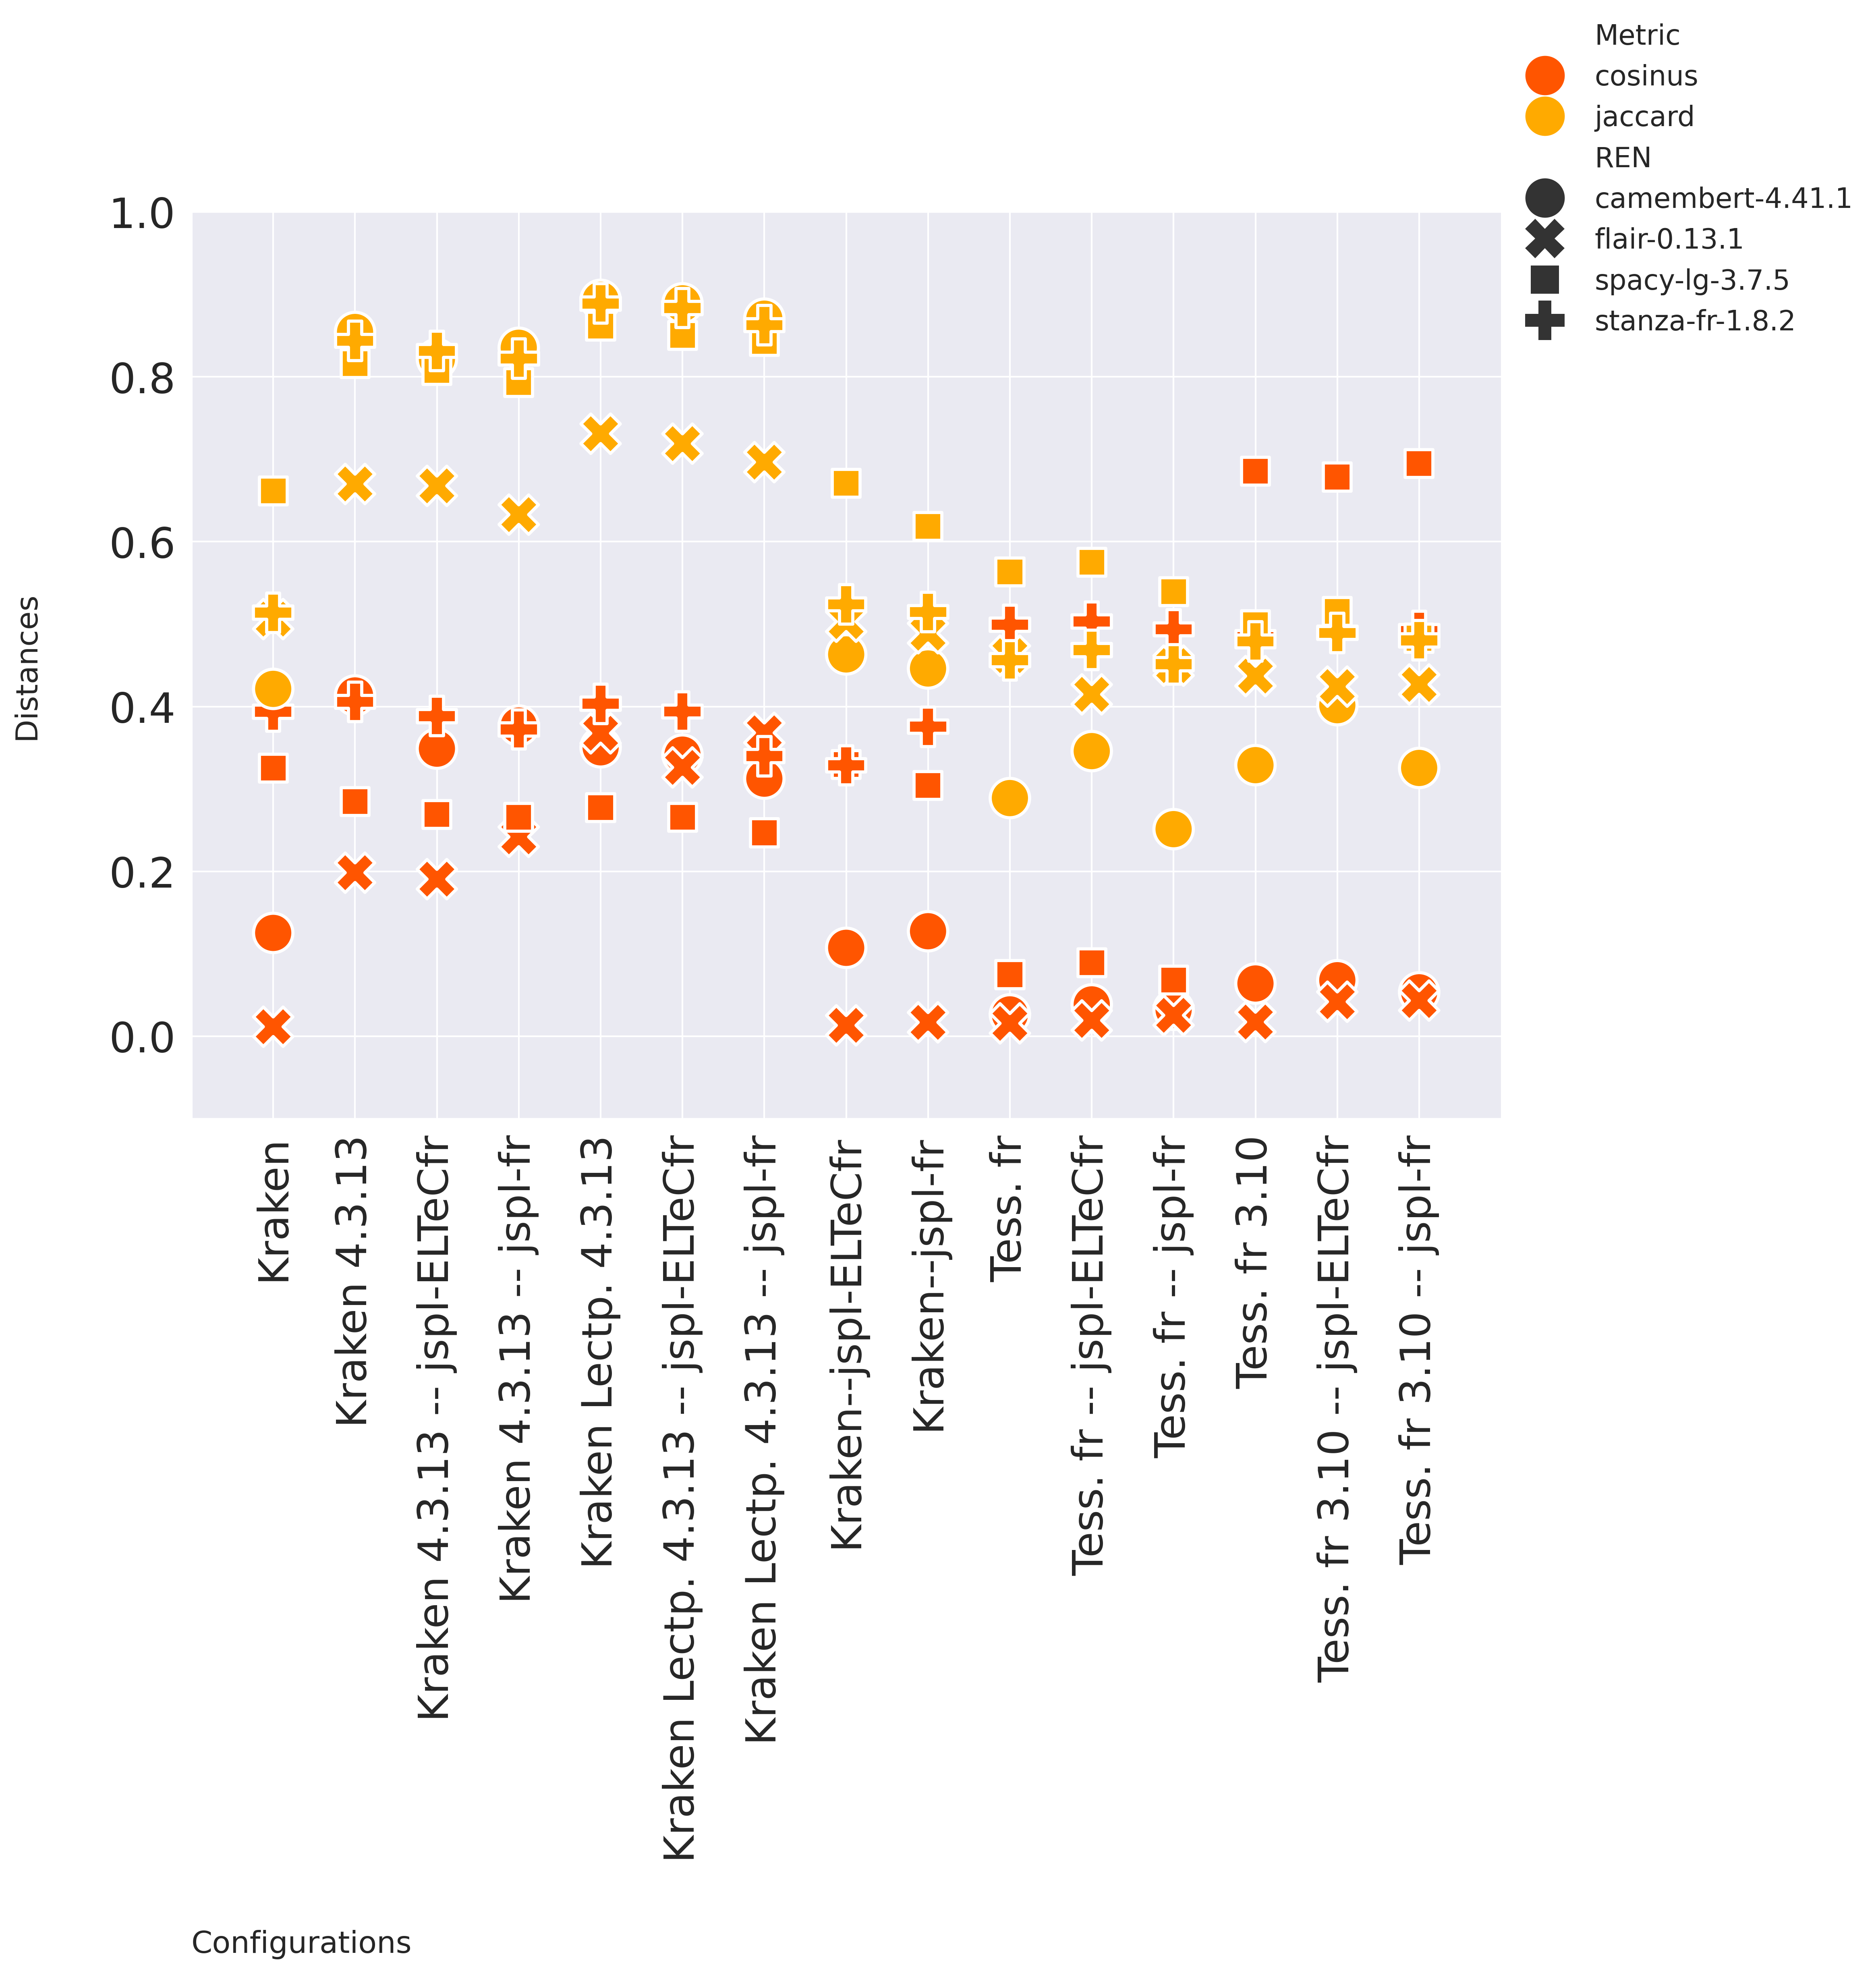 Metric
cosinus
jaccard
REN
camembert-4.41.1
flair-0.13.1
spacy-lg-3.7.5
stanza-fr-1.8.2
Distances
1.0
0.8
0.6
0.4
0.2
0.0
Kraken
Kraken 4.3.13
Kraken 4.3.13 -- jspl-ELTeCfr
Kraken 4.3.13 -- jspl-fr
Kraken Lectp. 4.3.13
Kraken Lectp. 4.3.13 -- jspl-ELTeCfr
Kraken Lectp. 4.3.13 -- jspl-fr
Kraken--jspl-ELTeCfr
Kraken--jspl-fr
Tess. fr
Tess. fr -- jspl-ELTeCfr
Tess. fr -- jspl-fr
Tess. fr 3.10
Tess. fr 3.10 -- jspl-ELTeCfr
Tess. fr 3.10 -- jspl-fr
Configurations